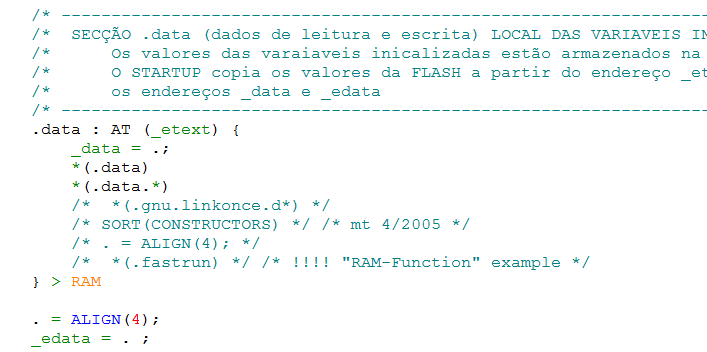 /* -----------------------------------------------------------------
/*  SECÇÃO .data (dados de leitura e escrita) LOCAL DAS VARIAVEIS
/*      Os valores das varaiaveis inicalizadas estão armazenados na
/*      O STARTUP copia os valores da FLASH a partir do endereço
/*      os endereços _data e _edata
/* -----------------------------------------------------------------
.data : AT (_etext) {
    _data = .;
    *(.data)
    *(.data.*)
    /*  *(.gnu.linkonce.d*) */
    /* SORT(CONSTRUCTORS) */ /* mt 4/2005 */
    /* . = ALIGN(4); */
    /*  *(.fastrun) */ /* !!!! "RAM-Function" example */
} > RAM

. = ALIGN(4);
_edata = . ;